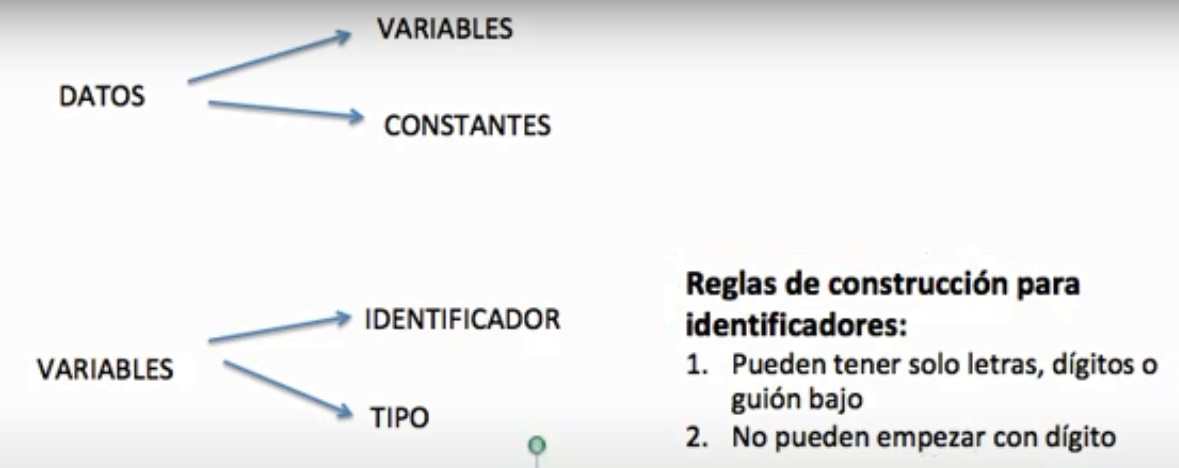 VARIABLES
DATOS
CONSTANTES
IDENTIFICADOR
VARIABLES
TIPO
Reglas de construcción para
identificadores:
1. Pueden tener solo letras, dígitos o
guión bajo
2. No pueden empezar con dígito